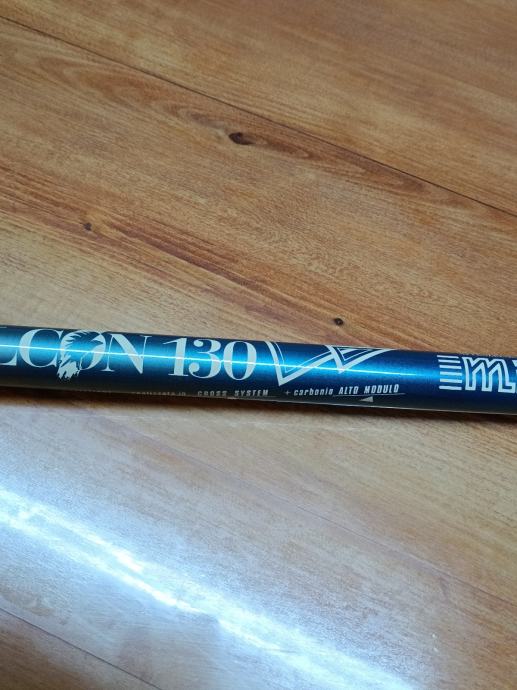 LCON 130
CROSS SYSTEM + carbonio ALTO MODULO